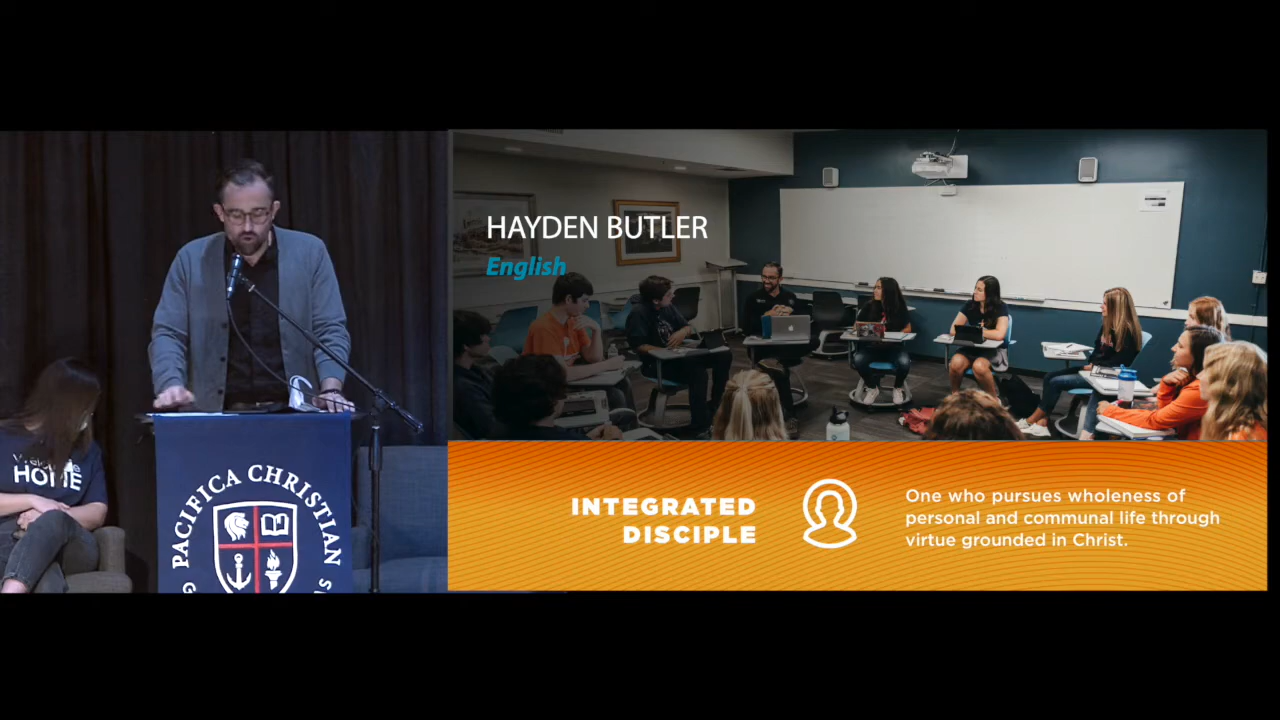 HAYDEN BUTLER
English
Welcome
HOME
PACIFICA CHRISTIAN
INTEGRATED
DISCIPLE
One who pursues wholeness of
personal and communal life through
virtue grounded in Christ.